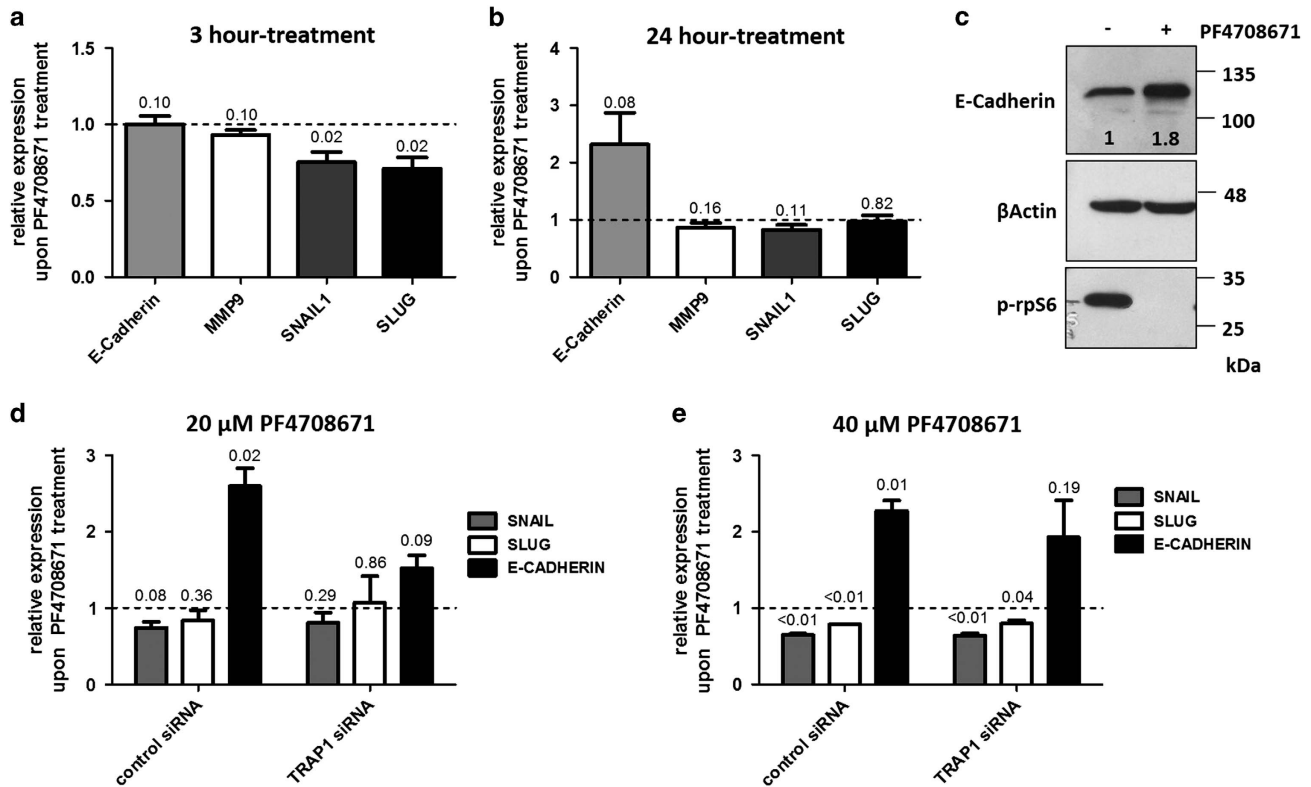 a
3 hour-treatment
relative expression
upon PF4708671 treatment
1.5
1.0
0.5
0.0
0.10
0.10
0.02
0.02
E-Cadherin
MMP9
SNAIL1
SLUG
b
24 hour-treatment
relative expression
upon PF4708671 treatment
4
3
2
1
0
0.08
0.16
0.11
0.82
E-Cadherin
MMP9
SNAIL1
SLUG
c
- + PF4708671
E-Cadherin
1 1.8
135
100
βActin
48
p-rpS6
35
25
kDa
d
20 µM PF4708671
relative expression
upon PF4708671 treatment
3
2
1
0
0.08
0.36
0.02
0.29
0.86
0.09
control siRNA
TRAP1 siRNA
SNAIL
SLUG
E-CADHERIN
e
40 µM PF4708671
relative expression
upon PF4708671 treatment
3
2
1
0
<0.01
<0.01
0.01
<0.01
0.04
0.19
control siRNA
TRAP1 siRNA
SNAIL
SLUG
E-CADHERIN